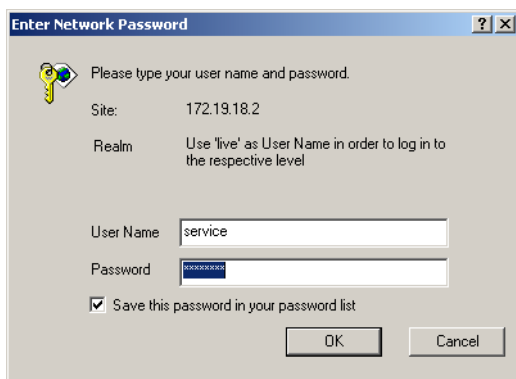 Enter Network Password
Please type your user name and password.
Site: 172.19.18.2
Realm Use 'live' as User Name in order to log in to
the respective level
User Name service
Password xxxxxxxx
Save this password in your password list
OK Cancel